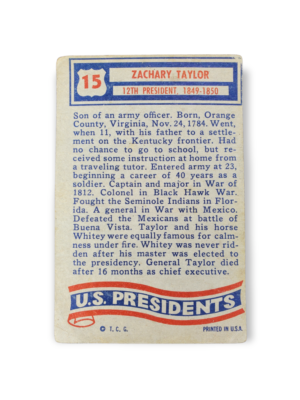 15
ZACHARY TAYLOR
12TH PRESIDENT, 1849-1850
Son of an army officer. Born, Orange
County, Virginia, Nov. 24, 1784. Went,
when 11, with his father to a settle-
ment on the Kentucky frontier. Had
no chance to go to school, but re-
ceived some instruction at home from
a traveling tutor. Entered army at 23,
beginning a career of 40 years as a
soldier. Captain and major in War of
1812. Colonel in Black Hawk War.
Fought the Seminole Indians in Flor-
ida. A general in War with Mexico.
Defeated the Mexicans at battle of
Buena Vista. Taylor and his horse
Whitey were equally famous for calm-
ness under fire. Whitey was never rid-
den after his master was elected to
the presidency. General Taylor died
after 16 months as chief executive.
U.S. PRESIDENTS
© T. C. G.
PRINTED IN U.S.A.